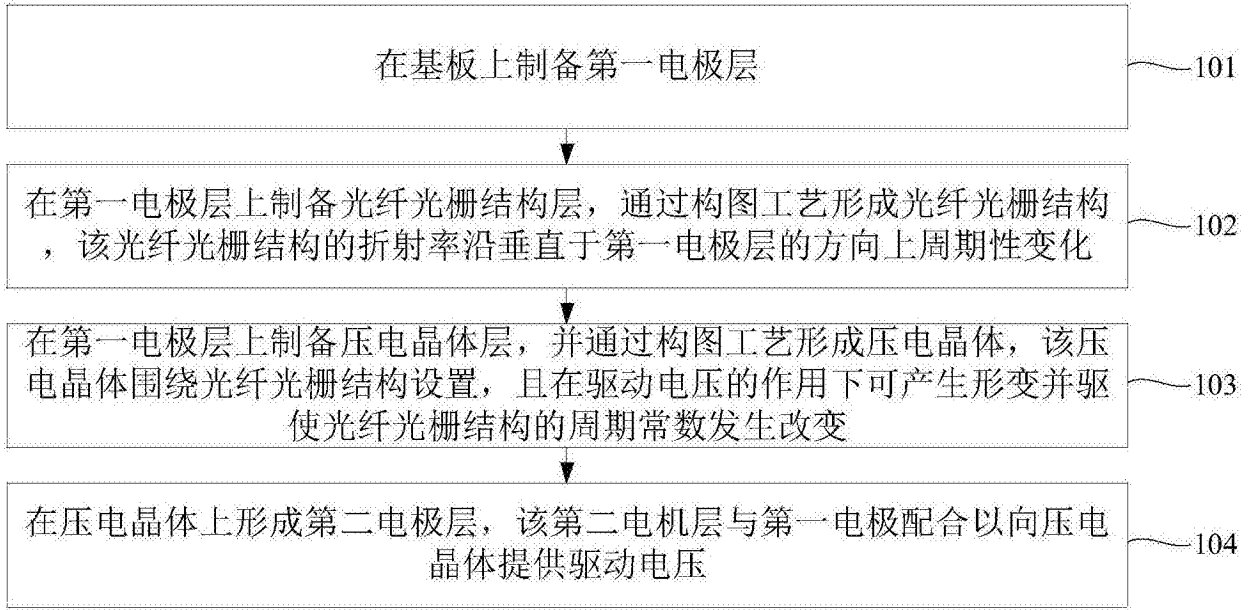 在基板上制备第一电极层
101
在第一电极层上制备光纤光栅结构层，通过构图工艺形成光纤光栅结构
，该光纤光栅结构的折射率沿垂直于第一电极层的方向上周期性变化
102
在第一电极层上制备压电晶体层，并通过构图工艺形成压电晶体，该压
电晶体围绕光纤光栅结构设置，且在驱动电压的作用下可产生形变并驱
使光纤光栅结构的周期常数发生改变
103
在压电晶体上形成第二电极层，该第二电机层与第一电极配合以向压电
晶体提供驱动电压
104